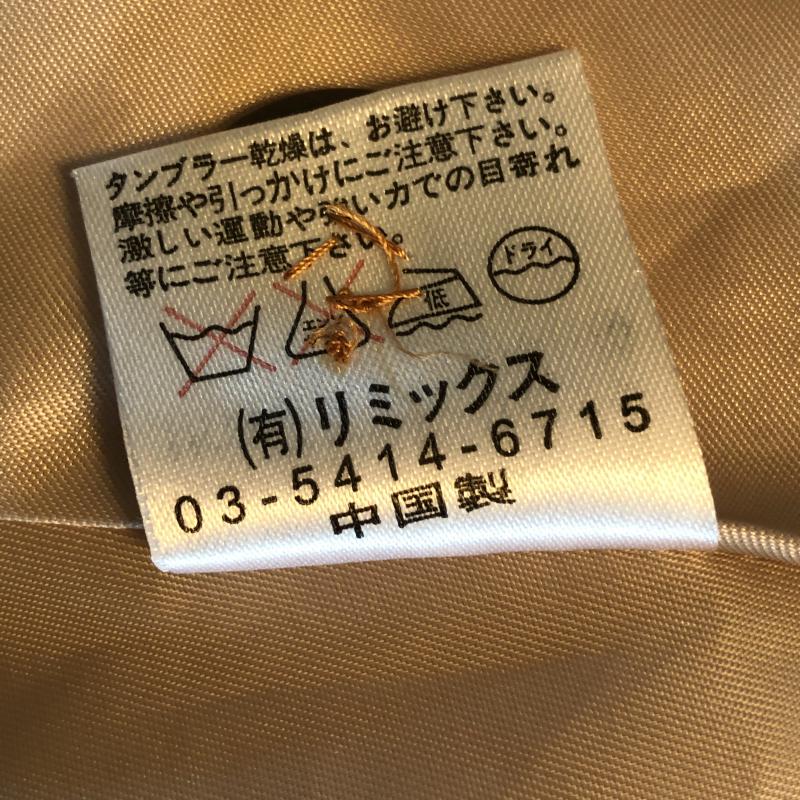 タンブラー乾燥は、お避け下さい。
摩擦や引っかけにご注意下さい。
激しい運動や強い力での目寄れ
等にご注意下さい。
低
ドライ
(有)リミックス
03-5414-6715
中国製